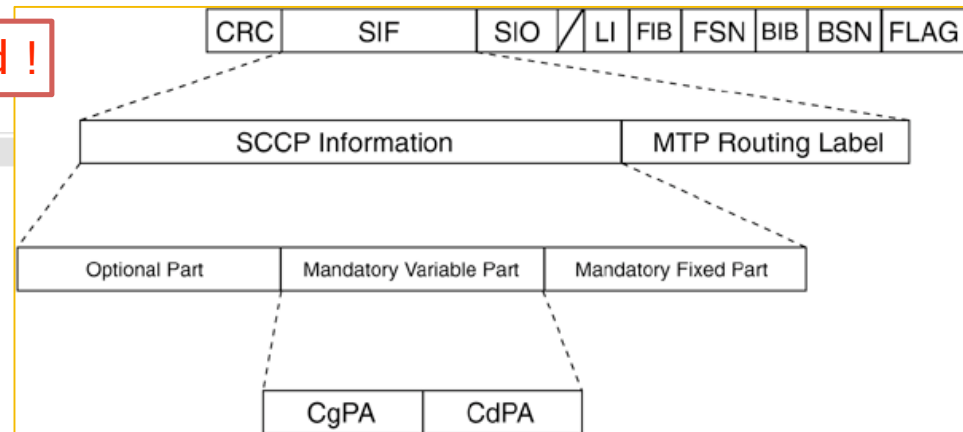 CRC SIF SIO LI FIB FSN BIB BSN FLAG
!
SCCP Information MTP Routing Label
Optional Part Mandatory Variable Part Mandatory Fixed Part
CgPA CdPA